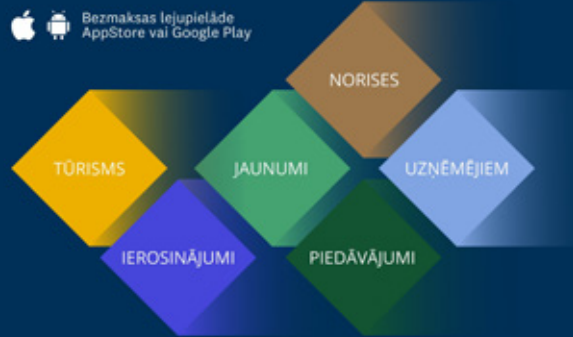 Bezmaksas lejupielāde
AppStore vai Google Play
NORISES
TŪRISMS
JAUNUMI
UZŅĒMĒJIEM
IEROSINĀJUMI
PIEDĀVĀJUMI